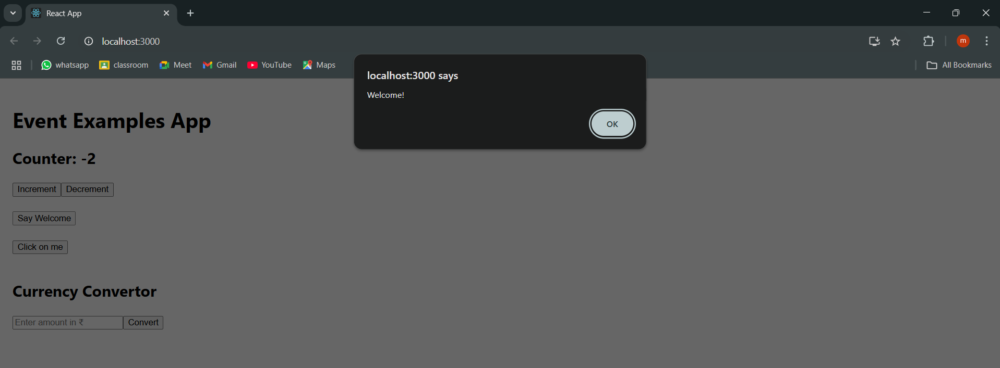 React App
localhost:3000
m
whatsapp classroom Meet Gmail YouTube Maps All Bookmarks
localhost:3000 says
Welcome!
OK
Event Examples App
Counter: -2
Increment Decrement
Say Welcome
Click on me
Currency Convertor
Enter amount in ₹ Convert